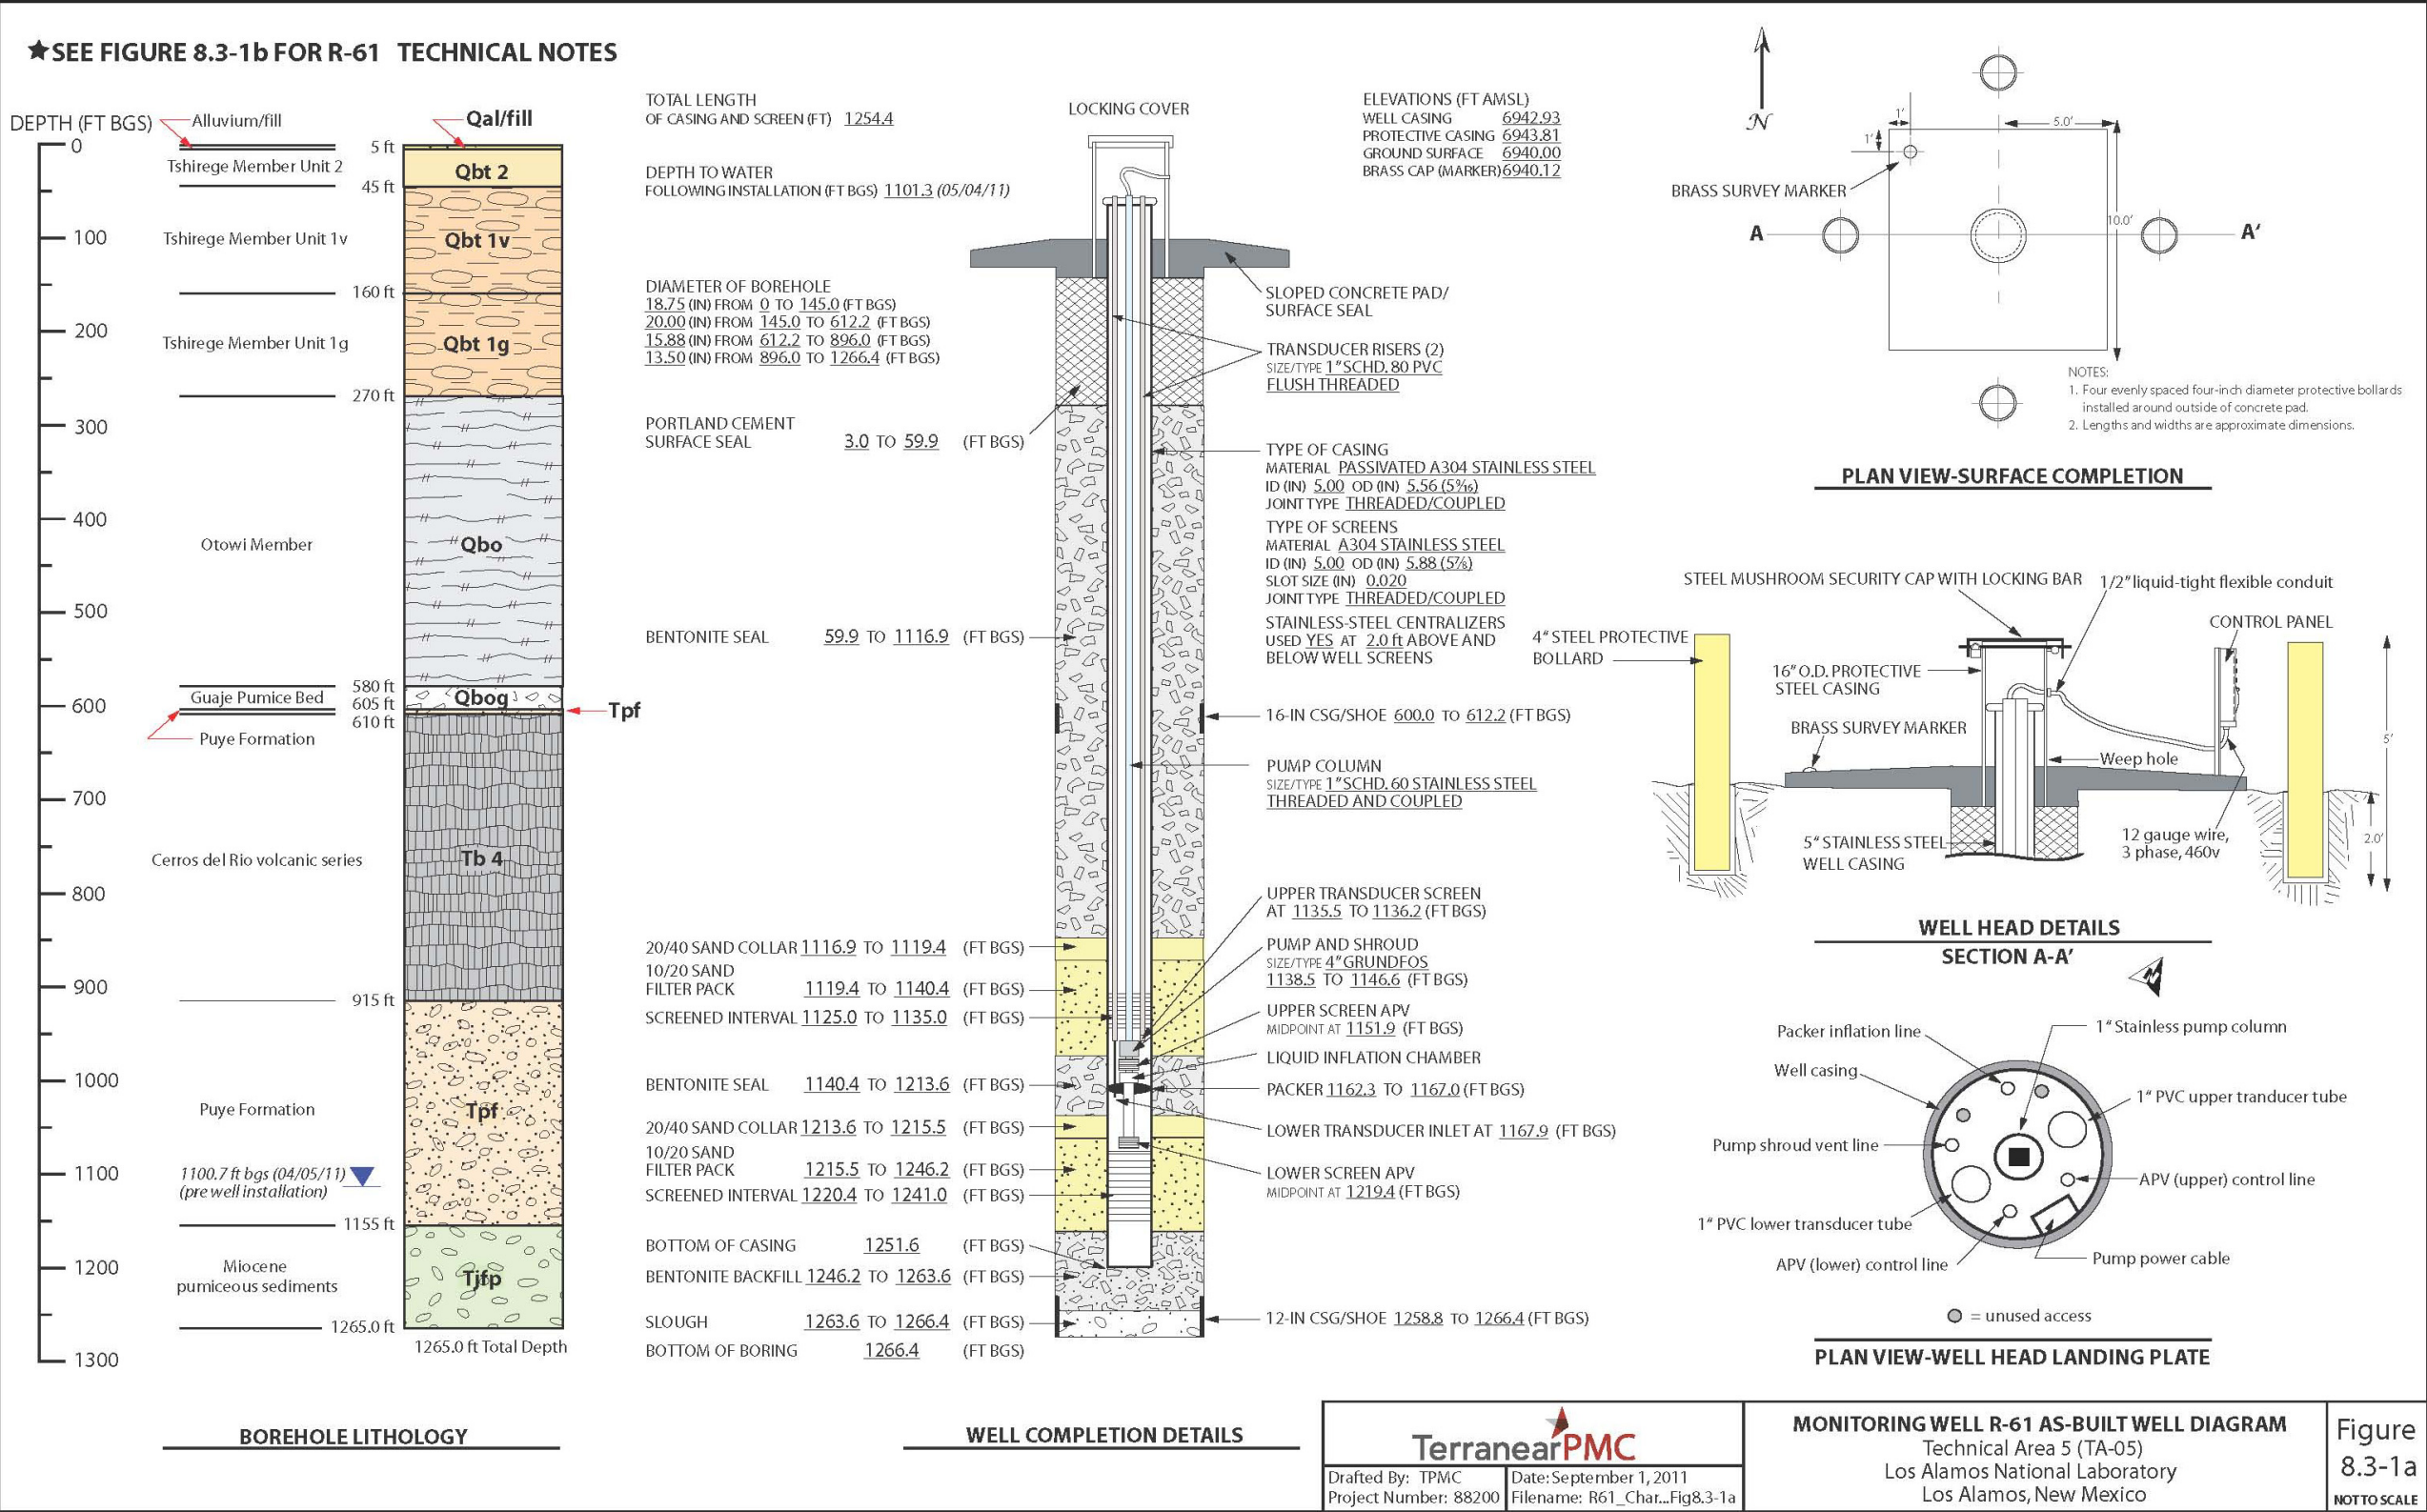 ★SEE FIGURE 8.3-1b FOR R-61 TECHNICAL NOTES
DEPTH (FT BGS)
0
100
200
300
400
500
600
700
800
900
1000
1100
1200
1300
Alluvium/fill
Tshirege Member Unit 2
Tshirege Member Unit 1v
Tshirege Member Unit 1g
Otowi Member
Guaje Pumice Bed
Puye Formation
Cerros del Rio volcanic series
Puye Formation
1100.7 ft bgs (04/05/11)
(pre well installation)
Miocene
pumiceous sediments
5 ft
45 ft
160 ft
270 ft
580 ft
605 ft
610 ft
915 ft
1155 ft
1265.0 ft
Qal/fill
Qbt 2
Qbt 1v
Qbt 1g
Qbo
Qbog
Tpf
Tb 4
Tpf
Tjfp
1265.0 ft Total Depth
BOREHOLE LITHOLOGY
TOTAL LENGTH
OF CASING AND SCREEN (FT) 1254.4
DEPTH TO WATER
FOLLOWING INSTALLATION (FT BGS) 1101.3 (05/04/11)
DIAMETER OF BOREHOLE
18.75 (IN) FROM 0 TO 145.0 (FT BGS)
20.00 (IN) FROM 145.0 TO 612.2 (FT BGS)
15.88 (IN) FROM 612.2 TO 896.0 (FT BGS)
13.50 (IN) FROM 896.0 TO 1266.4 (FT BGS)
PORTLAND CEMENT
SURFACE SEAL 3.0 TO 59.9 (FT BGS)
BENTONITE SEAL 59.9 TO 1116.9 (FT BGS)
20/40 SAND COLLAR 1116.9 TO 1119.4 (FT BGS)
10/20 SAND
FILTER PACK 1119.4 TO 1140.4 (FT BGS)
SCREENED INTERVAL 1125.0 TO 1135.0 (FT BGS)
BENTONITE SEAL 1140.4 TO 1213.6 (FT BGS)
20/40 SAND COLLAR 1213.6 TO 1215.5 (FT BGS)
10/20 SAND
FILTER PACK 1215.5 TO 1246.2 (FT BGS)
SCREENED INTERVAL 1220.4 TO 1241.0 (FT BGS)
BOTTOM OF CASING 1251.6 (FT BGS)
BENTONITE BACKFILL 1246.2 TO 1263.6 (FT BGS)
SLOUGH 1263.6 TO 1266.4 (FT BGS)
BOTTOM OF BORING 1266.4 (FT BGS)
LOCKING COVER
ELEVATIONS (FT AMSL)
WELL CASING 6942.93
PROTECTIVE CASING 6943.81
GROUND SURFACE 6940.00
BRASS CAP (MARKER) 6940.12
SLOPED CONCRETE PAD/
SURFACE SEAL
TRANSDUCER RISERS (2)
SIZE/TYPE 1" SCHD. 80 PVC
FLUSH THREADED
TYPE OF CASING
MATERIAL PASSIVATED A304 STAINLESS STEEL
ID (IN) 5.00 OD (IN) 5.56 (5 9/16)
JOINT TYPE THREADED/COUPLED
TYPE OF SCREENS
MATERIAL A304 STAINLESS STEEL
ID (IN) 5.00 OD (IN) 5.88 (5⅞)
SLOT SIZE (IN) 0.020
JOINT TYPE THREADED/COUPLED
STAINLESS-STEEL CENTRALIZERS
USED YES AT 2.0 ft ABOVE AND
BELOW WELL SCREENS
16-IN CSG/SHOE 600.0 TO 612.2 (FT BGS)
PUMP COLUMN
SIZE/TYPE 1" SCHD. 60 STAINLESS STEEL
THREADED AND COUPLED
UPPER TRANSDUCER SCREEN
AT 1135.5 TO 1136.2 (FT BGS)
PUMP AND SHROUD
SIZE/TYPE 4" GRUNDFOS
1138.5 TO 1146.6 (FT BGS)
UPPER SCREEN APV
MIDPOINT AT 1151.9 (FT BGS)
LIQUID INFLATION CHAMBER
PACKER 1162.3 TO 1167.0 (FT BGS)
LOWER TRANSDUCER INLET AT 1167.9 (FT BGS)
LOWER SCREEN APV
MIDPOINT AT 1219.4 (FT BGS)
12-IN CSG/SHOE 1258.8 TO 1266.4 (FT BGS)
WELL COMPLETION DETAILS
N
1'
1'
5.0'
10.0'
BRASS SURVEY MARKER
A
A'
NOTES:
1. Four evenly spaced four-inch diameter protective bollards
installed around outside of concrete pad.
2. Lengths and widths are approximate dimensions.
PLAN VIEW-SURFACE COMPLETION
STEEL MUSHROOM SECURITY CAP WITH LOCKING BAR
1/2" liquid-tight flexible conduit
CONTROL PANEL
4" STEEL PROTECTIVE
BOLLARD
16" O.D. PROTECTIVE
STEEL CASING
BRASS SURVEY MARKER
Weep hole
5'
2.0'
5" STAINLESS STEEL
WELL CASING
12 gauge wire,
3 phase, 460v
WELL HEAD DETAILS
SECTION A-A'
N
Packer inflation line
1" Stainless pump column
Well casing
1" PVC upper tranducer tube
Pump shroud vent line
APV (upper) control line
1" PVC lower transducer tube
APV (lower) control line
Pump power cable
= unused access
PLAN VIEW-WELL HEAD LANDING PLATE
TerranearPMC
Drafted By: TPMC
Project Number: 88200
Date: September 1, 2011
Filename: R61_Char...Fig8.3-1a
MONITORING WELL R-61 AS-BUILT WELL DIAGRAM
Technical Area 5 (TA-05)
Los Alamos National Laboratory
Los Alamos, New Mexico
Figure
8.3-1a
NOT TO SCALE